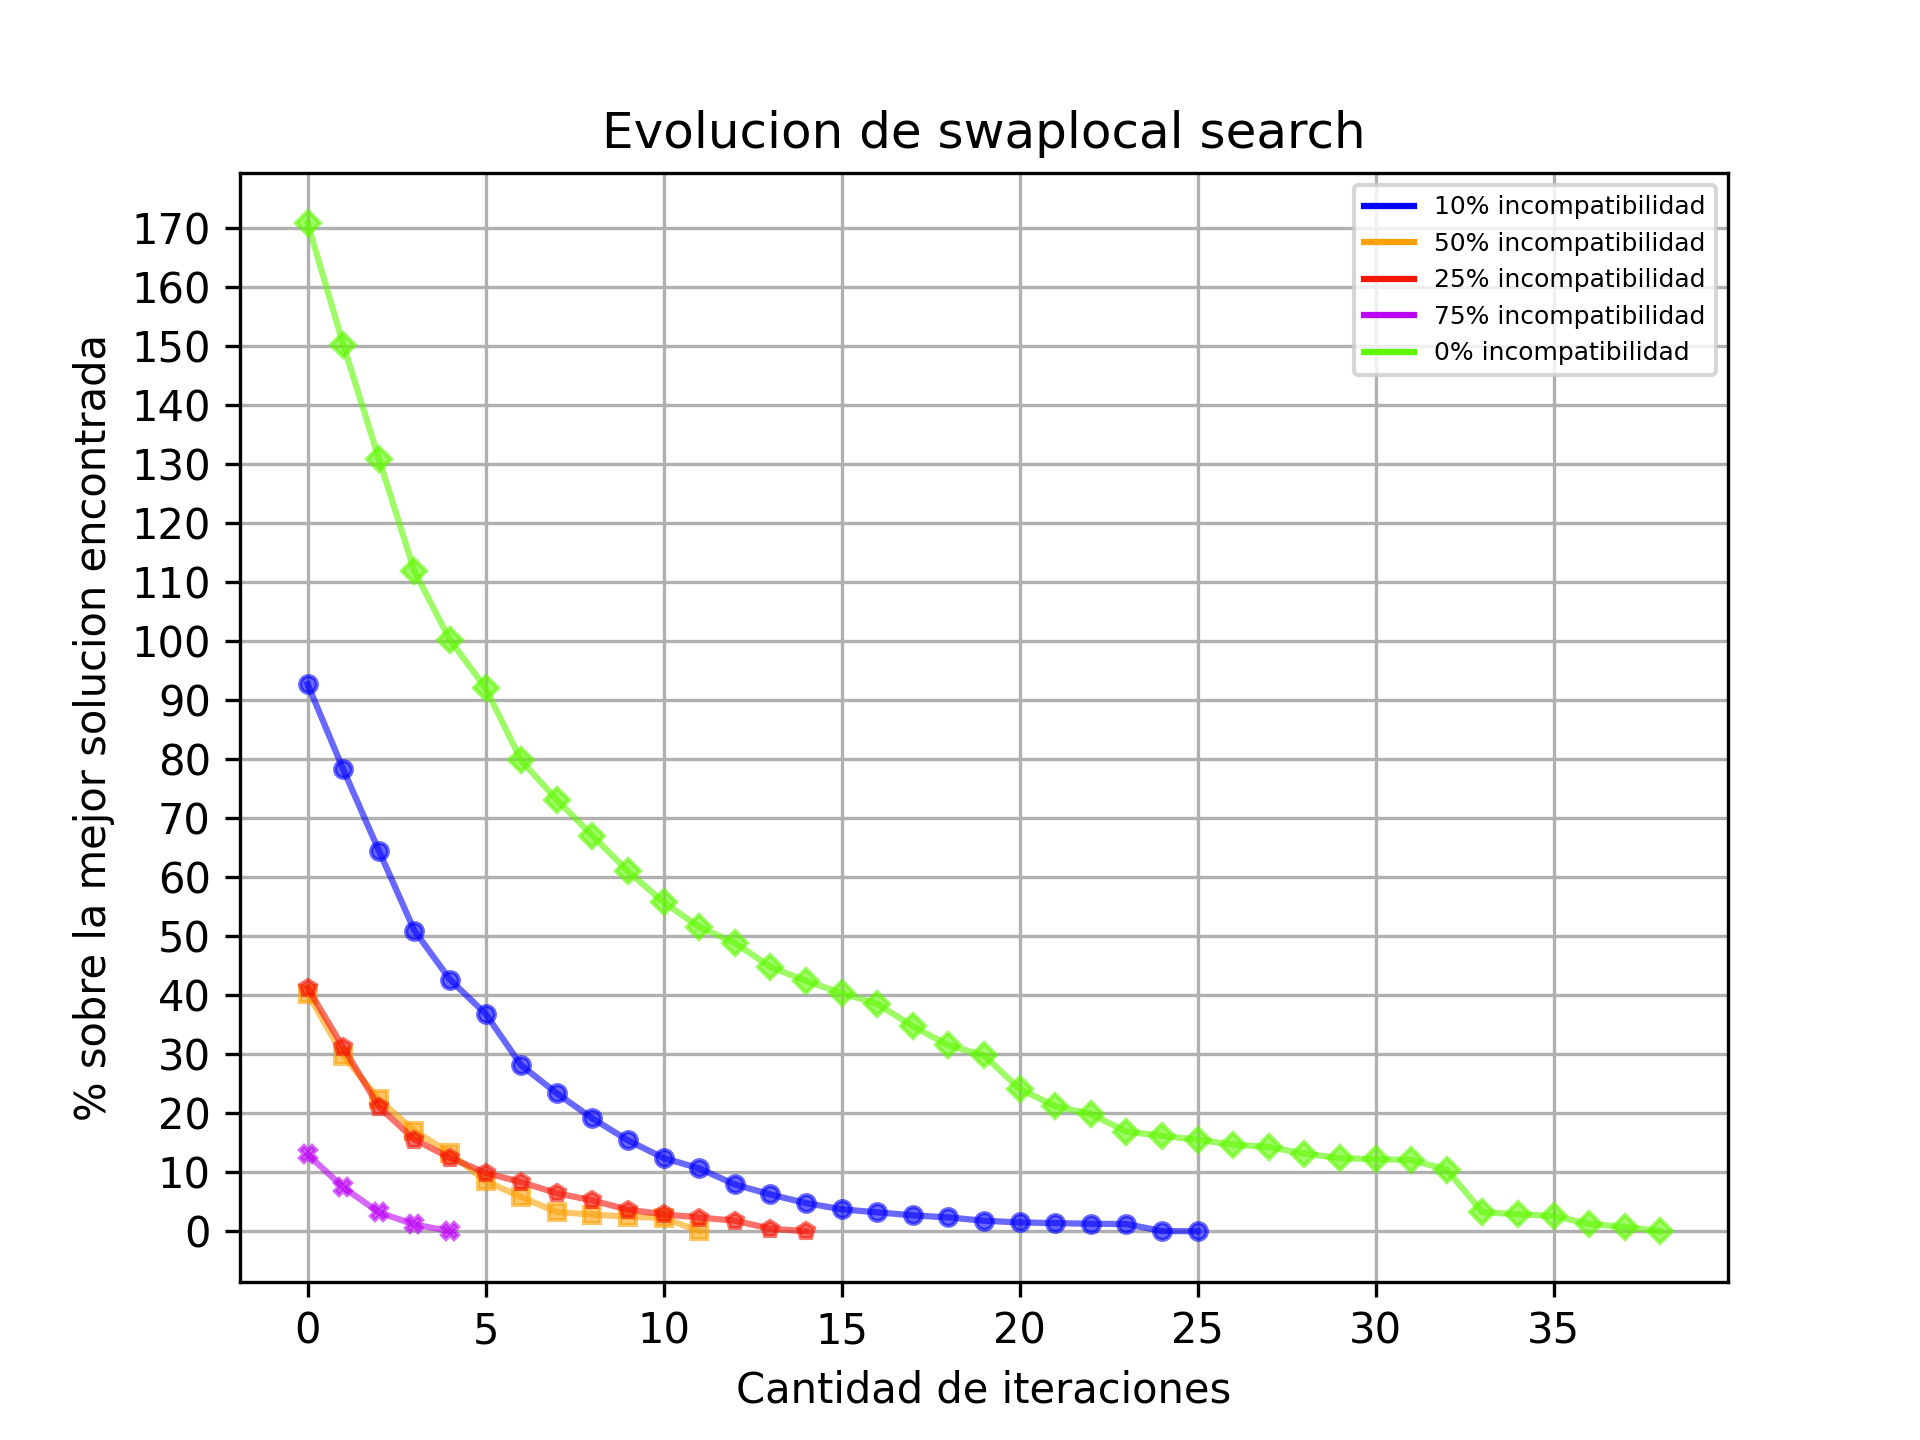 Evolucion de swaplocal search
10% incompatibilidad
50% incompatibilidad
25% incompatibilidad
75% incompatibilidad
0% incompatibilidad
% sobre la mejor solucion encontrada
170
160
150
140
130
120
110
100
90
80
70
60
50
40
30
20
10
0
0 5 10 15 20 25 30 35
Cantidad de iteraciones